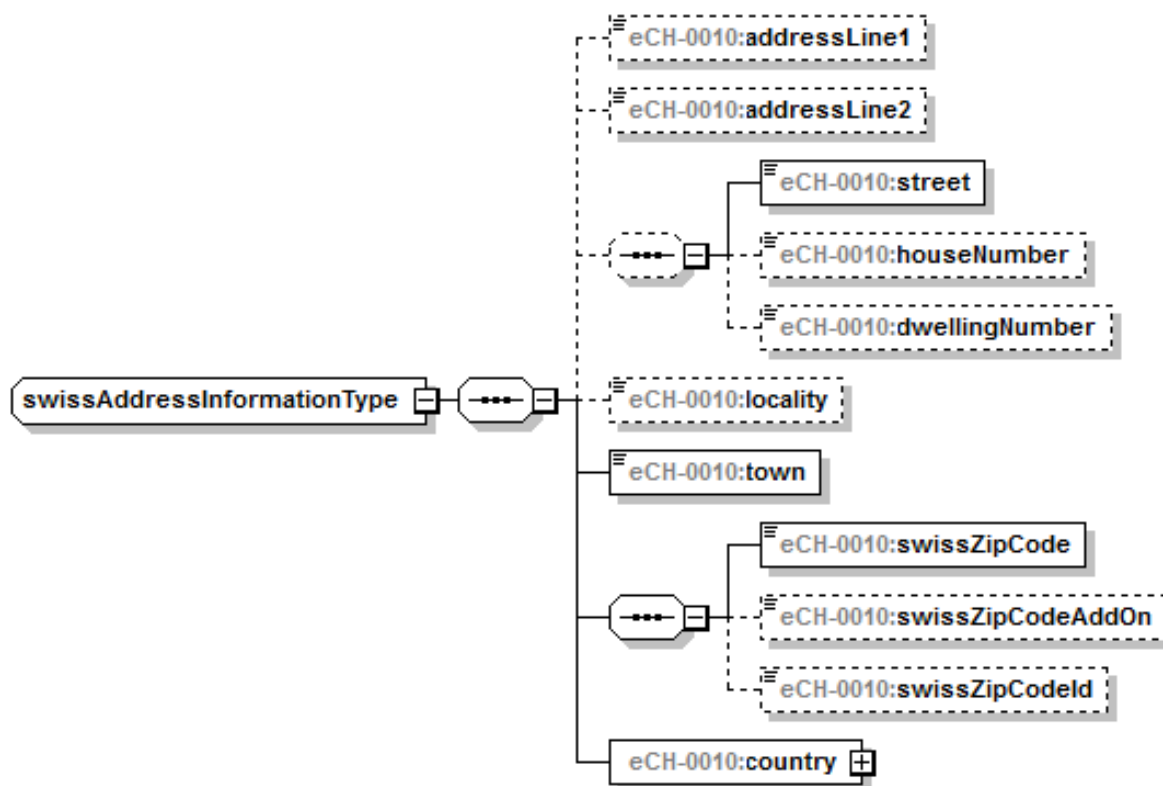 eCH-0010:addressLine1
eCH-0010:addressLine2
eCH-0010:street
eCH-0010:houseNumber
eCH-0010:dwellingNumber
swissAddressInformationType
eCH-0010:locality
eCH-0010:town
eCH-0010:swissZipCode
eCH-0010:swissZipCodeAddOn
eCH-0010:swissZipCodeId
eCH-0010:country